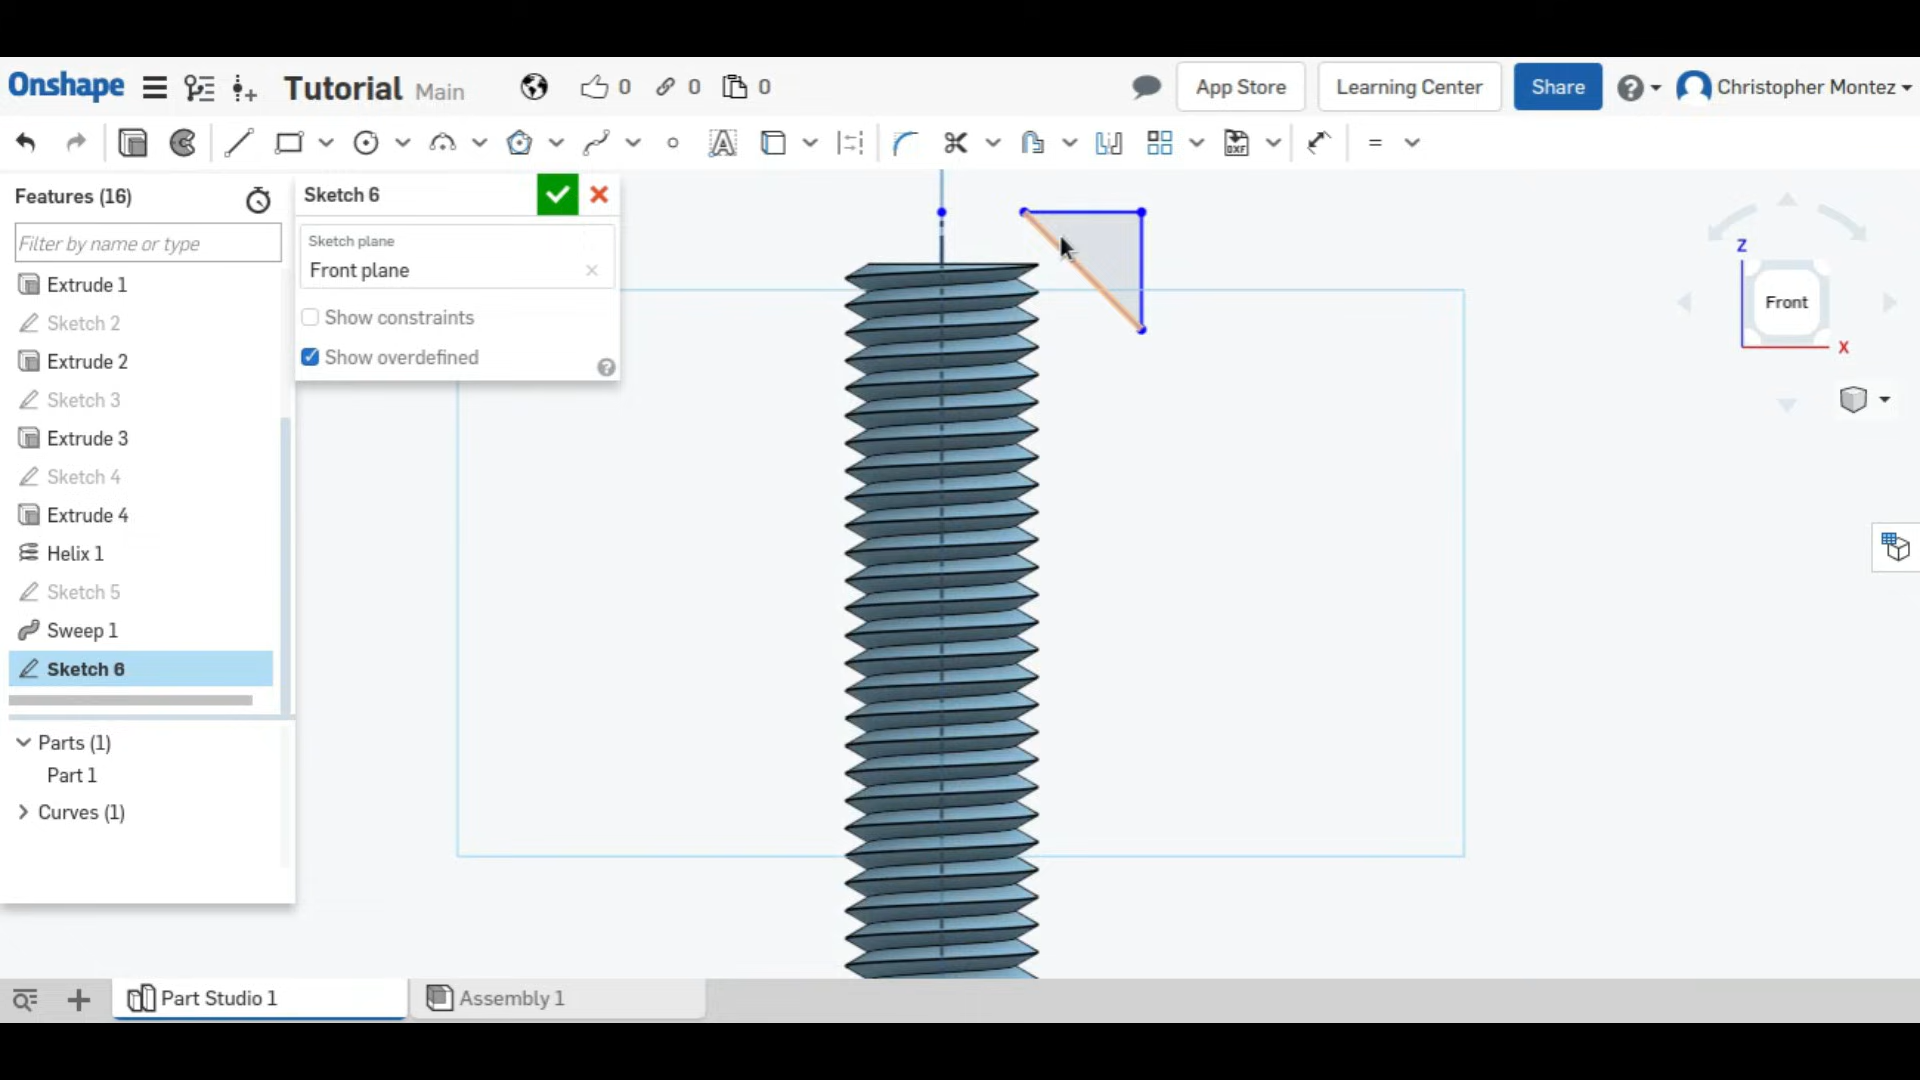 Onshape Tutorial Main 0 0 0 App Store Learning Center Share Christopher Montez
DXF
Features (16)
Filter by name or type
Extrude 1
Sketch 2
Extrude 2
Sketch 3
Extrude 3
Sketch 4
Extrude 4
Helix 1
Sketch 5
Sweep 1
Sketch 6
Parts (1)
Part 1
Curves (1)
Sketch 6
Sketch plane
Front plane
Show constraints
Show overdefined
Z
Front
X
Part Studio 1 Assembly 1